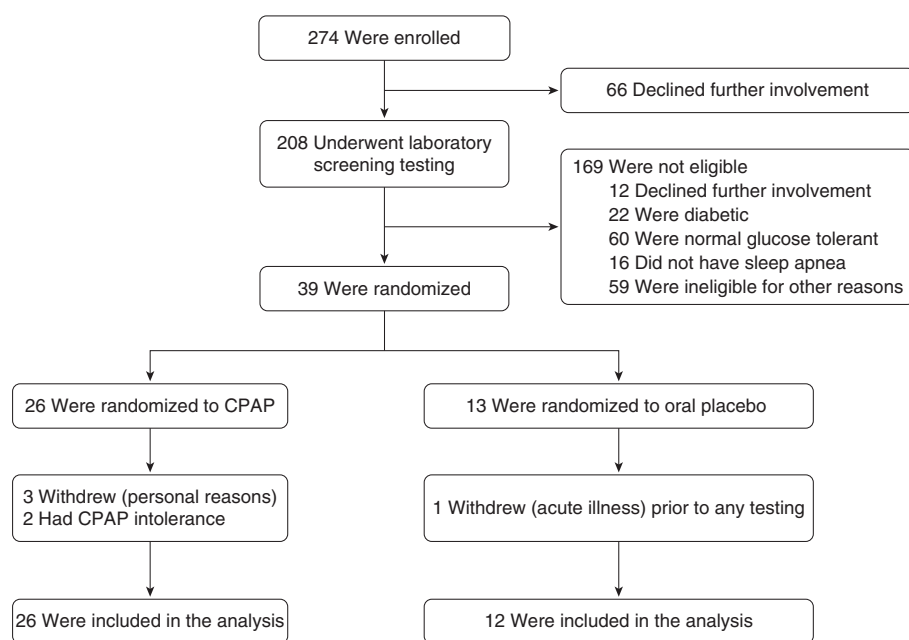 274 Were enrolled
66 Declined further involvement
208 Underwent laboratory
screening testing
169 Were not eligible
12 Declined further involvement
22 Were diabetic
60 Were normal glucose tolerant
16 Did not have sleep apnea
59 Were ineligible for other reasons
39 Were randomized
26 Were randomized to CPAP
13 Were randomized to oral placebo
3 Withdrew (personal reasons)
2 Had CPAP intolerance
1 Withdrew (acute illness) prior to any testing
26 Were included in the analysis
12 Were included in the analysis